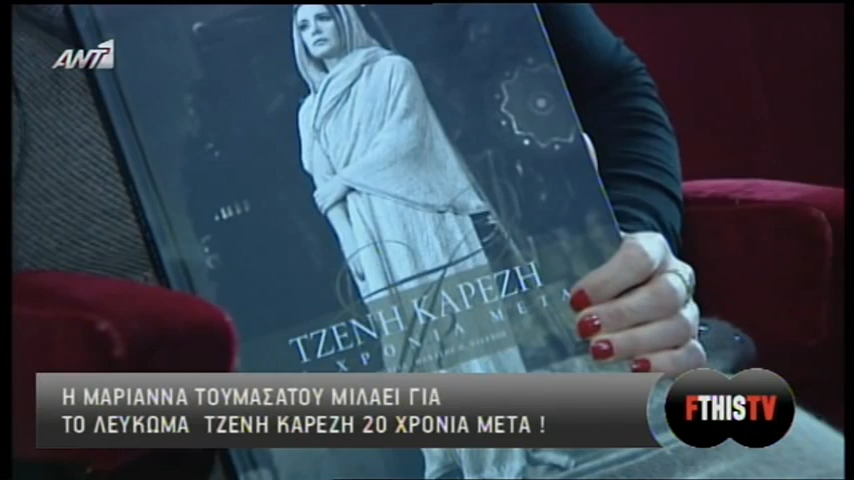 ANT1
ΤΖΕΝΗ ΚΑΡΕΖΗ
ΧΡΟΝΙΑ ΜΕΤΑ
Η ΜΑΡΙΑΝΝΑ ΤΟΥΜΑΣΑΤΟΥ ΜΙΛΑΕΙ ΓΙΑ
ΤΟ ΛΕΥΚΩΜΑ ΤΖΕΝΗ ΚΑΡΕΖΗ 20 ΧΡΟΝΙΑ ΜΕΤΑ !
FTHISTV